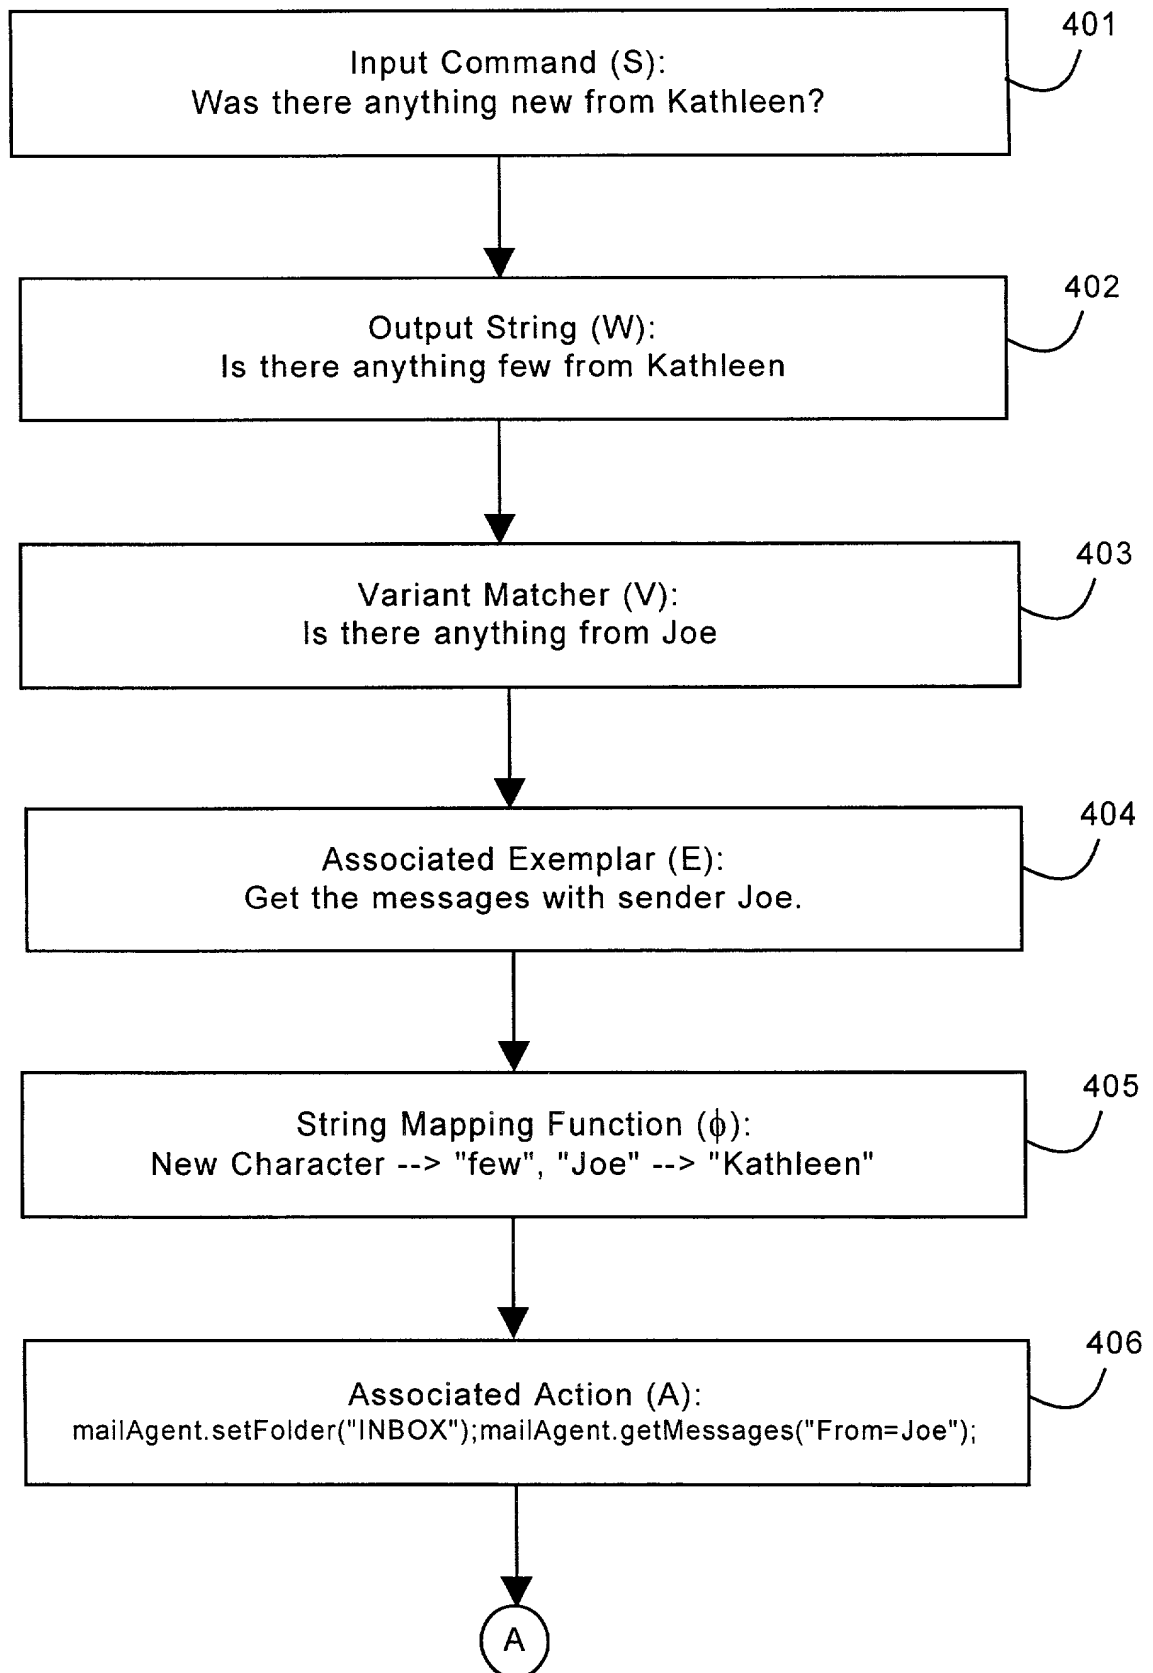 401
Input Command (S):
Was there anything new from Kathleen?
402
Output String (W):
Is there anything few from Kathleen
403
Variant Matcher (V):
Is there anything from Joe
404
Associated Exemplar (E):
Get the messages with sender Joe.
405
String Mapping Function (ϕ):
New Character --> "few", "Joe" --> "Kathleen"
406
Associated Action (A):
mailAgent.setFolder("INBOX");mailAgent.getMessages("From=Joe");
A